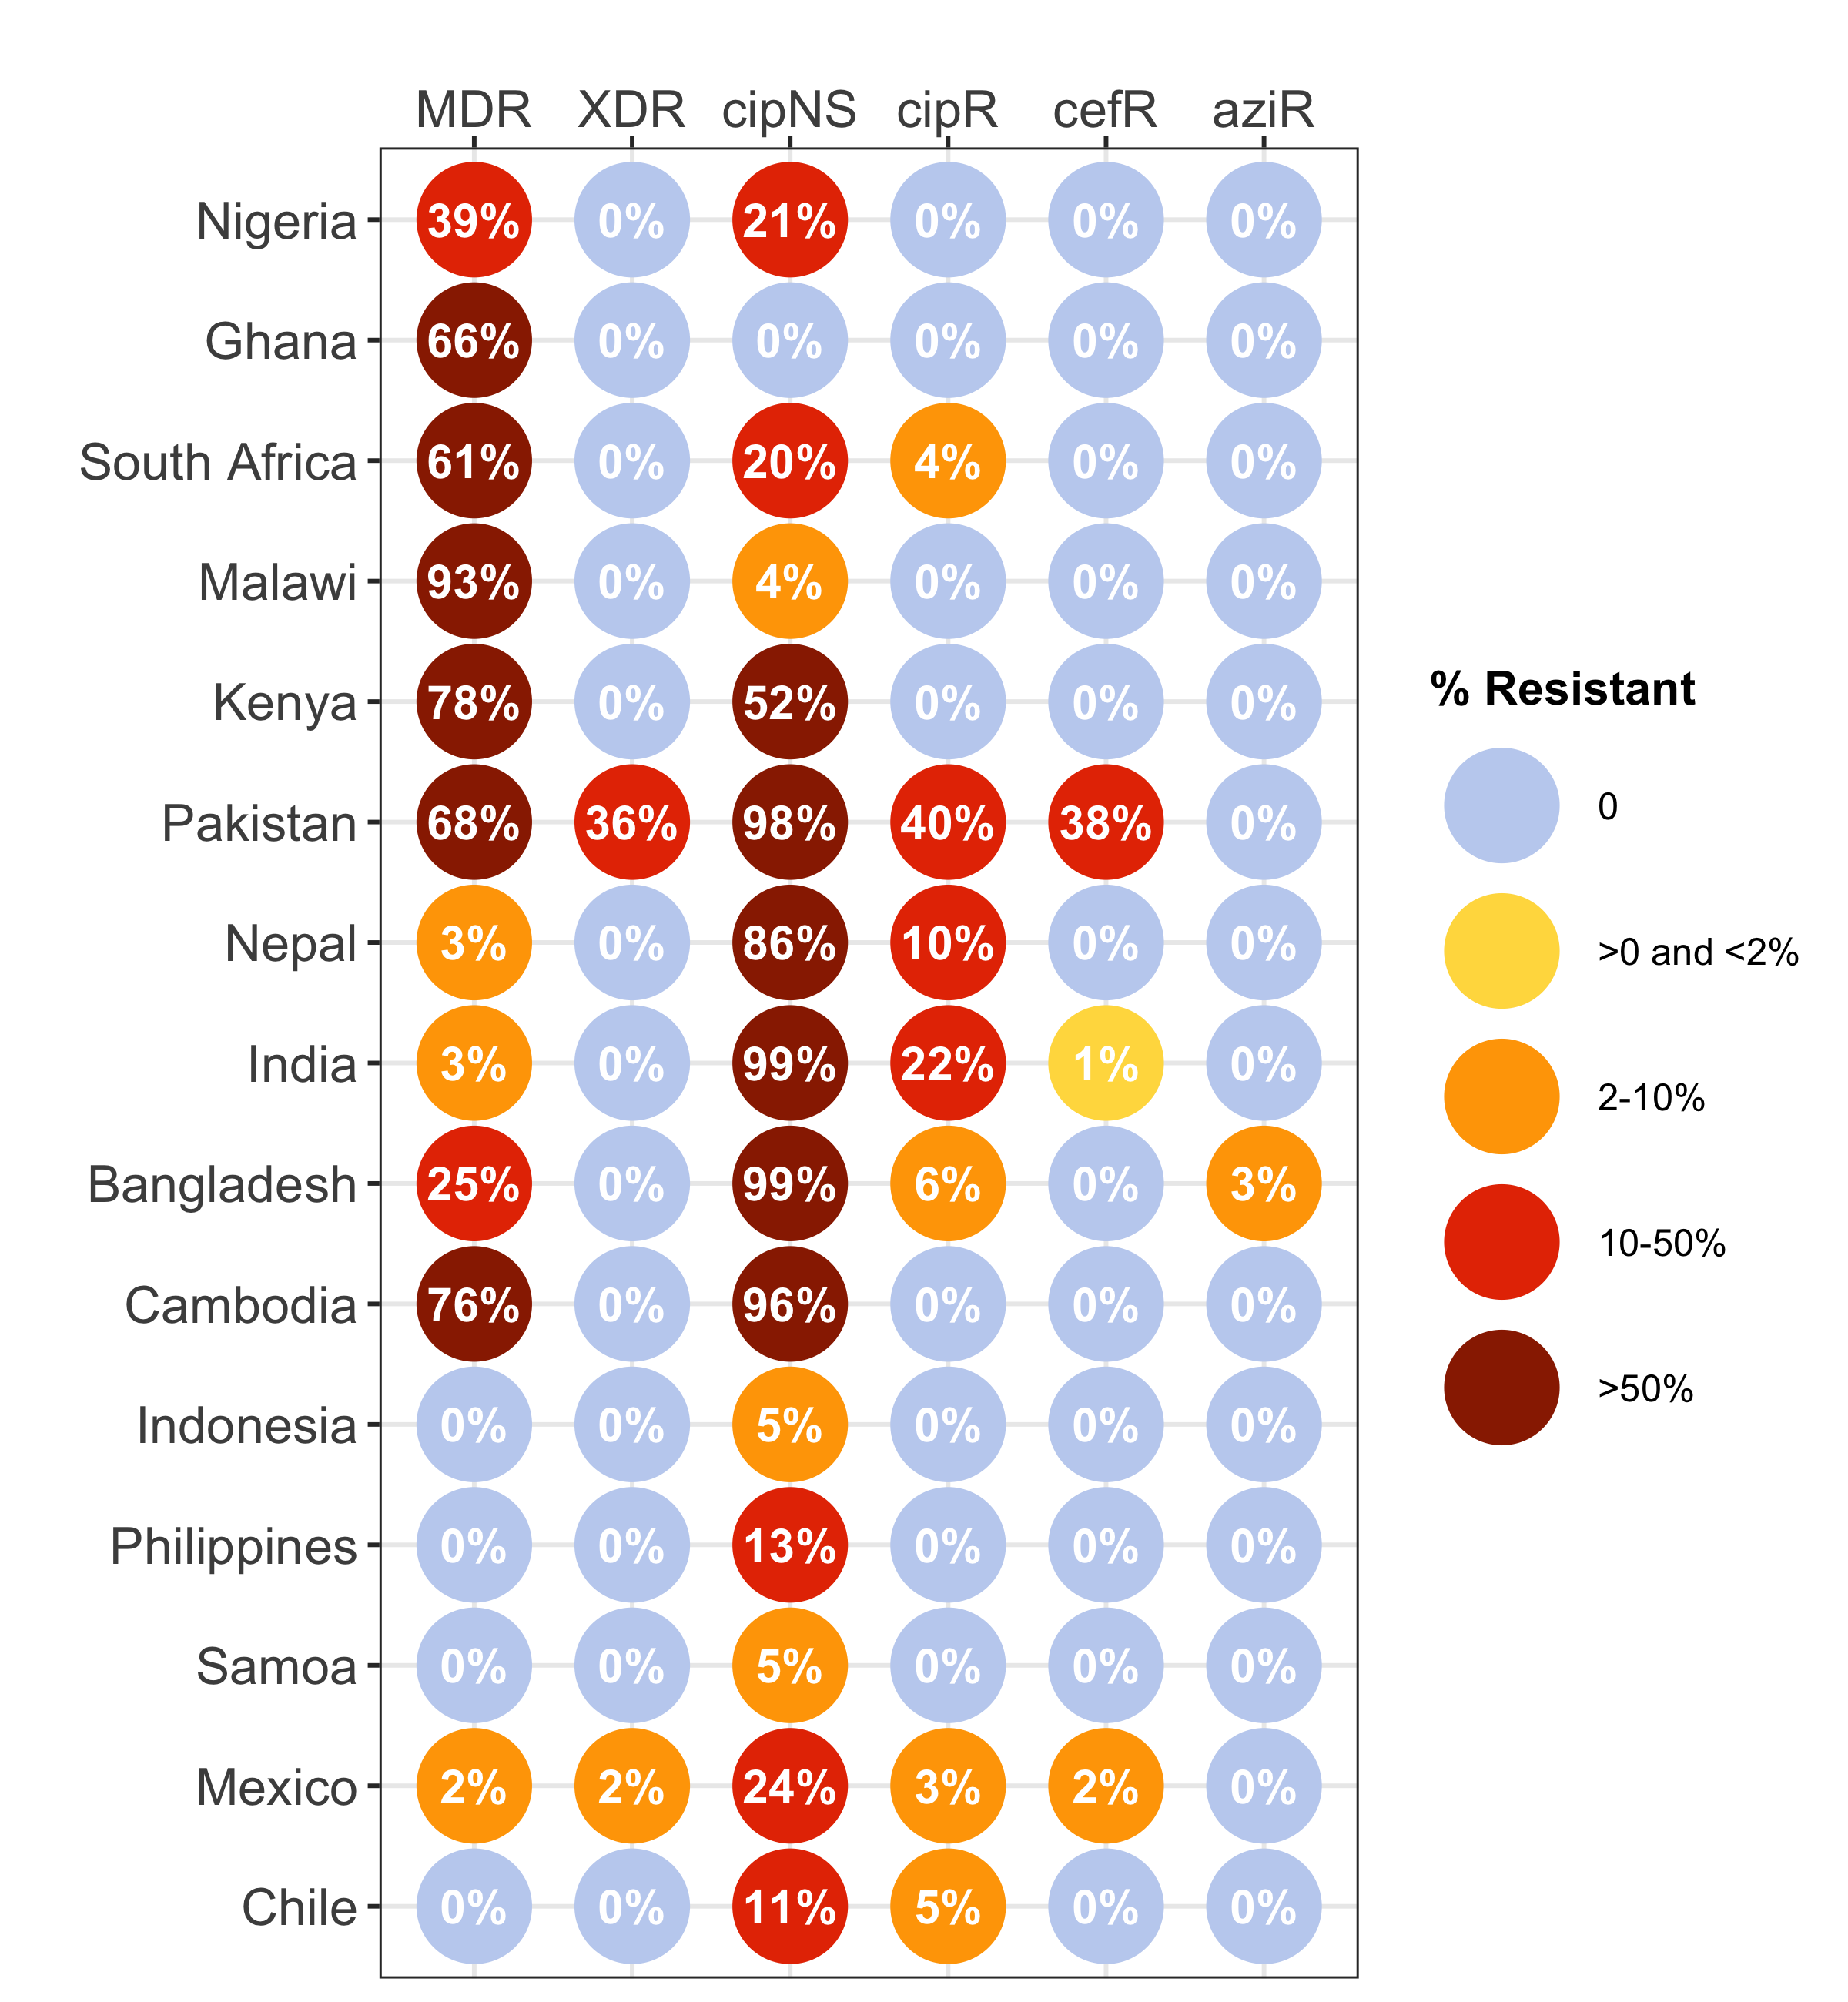 MDR XDR cipNS cipR cefR aziR
Nigeria 39% 0% 21% 0% 0% 0%
Ghana 66% 0% 0% 0% 0% 0%
South Africa 61% 0% 20% 4% 0% 0%
Malawi 93% 0% 4% 0% 0% 0%
Kenya 78% 0% 52% 0% 0% 0%
Pakistan 68% 36% 98% 40% 38% 0%
Nepal 3% 0% 86% 10% 0% 0%
India 3% 0% 99% 22% 1% 0%
Bangladesh 25% 0% 99% 6% 0% 3%
Cambodia 76% 0% 96% 0% 0% 0%
Indonesia 0% 0% 5% 0% 0% 0%
Philippines 0% 0% 13% 0% 0% 0%
Samoa 0% 0% 5% 0% 0% 0%
Mexico 2% 2% 24% 3% 2% 0%
Chile 0% 0% 11% 5% 0% 0%
% Resistant
0
>0 and <2%
2-10%
10-50%
>50%